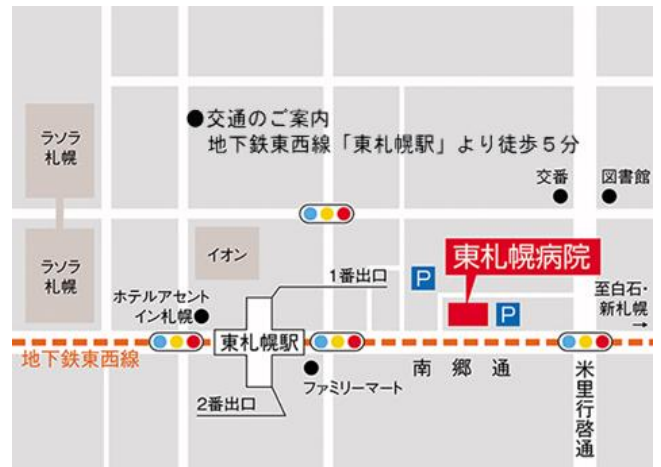 ●交通のご案内
地下鉄東西線「東札幌駅」より徒歩5分
ラソラ
札幌
交番
図書館
イオン
ラソラ
札幌
ホテルアセント
イン札幌
1番出口
P
東札幌病院
P
至白石・
新札幌
地下鉄東西線
東札幌駅
ファミリーマート
南郷通
2番出口
米里行啓通